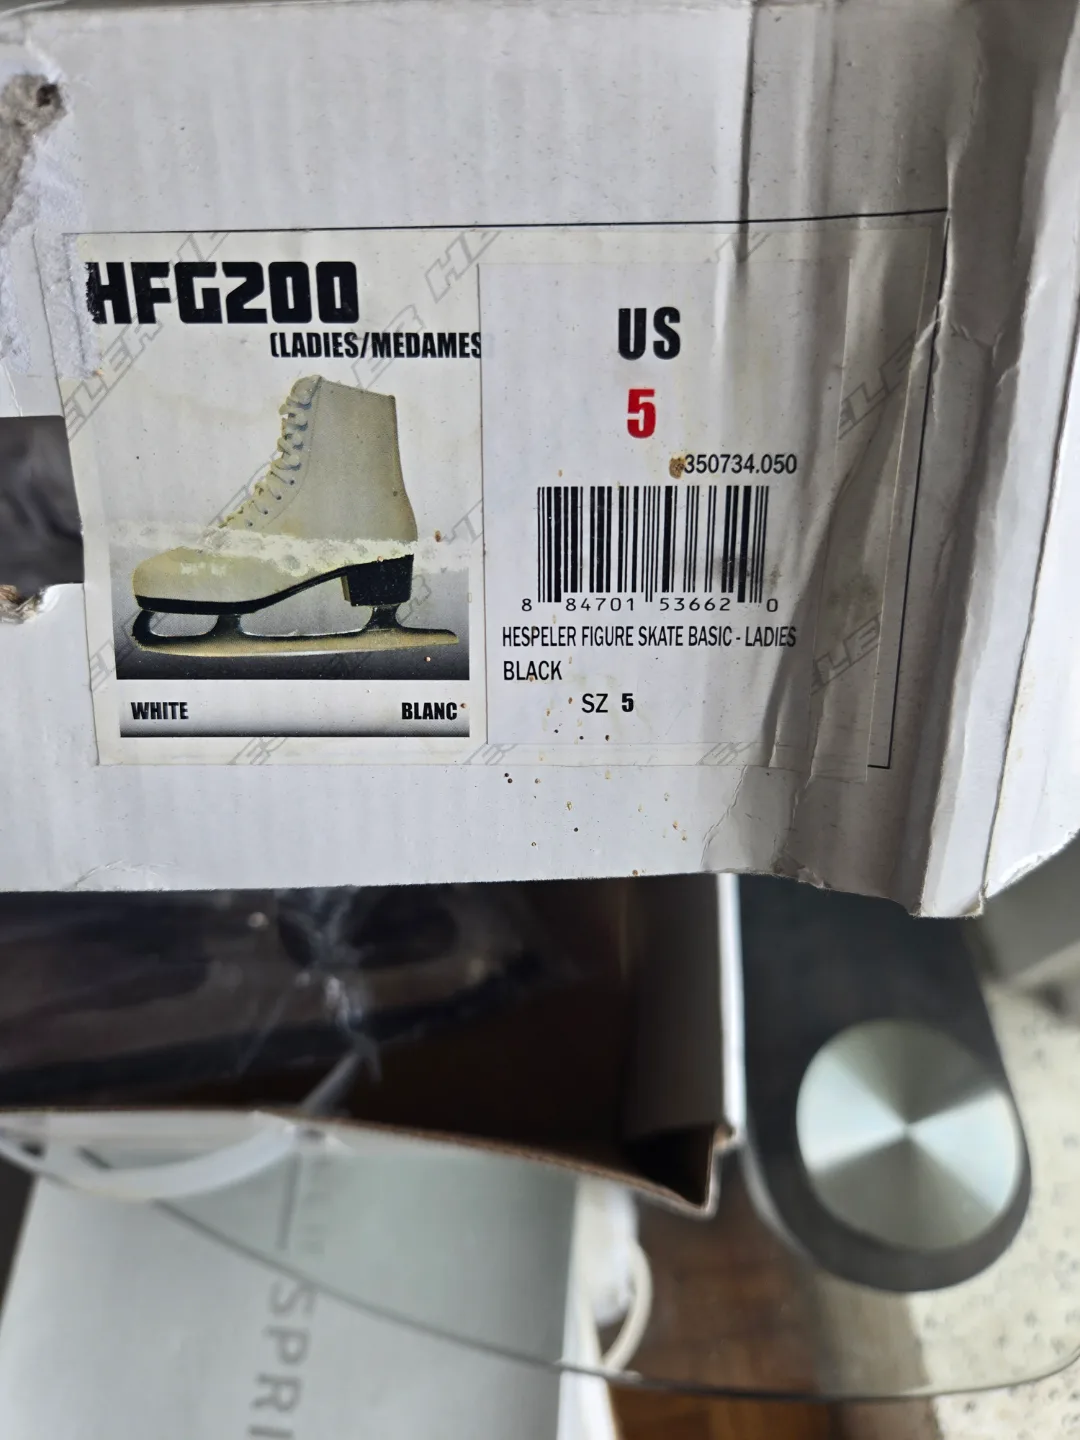 HFG200
(LADIES/MEDAMES
WHITE
BLANC
US
5
350734.050
8 84701 53662 0
HESPELER FIGURE SKATE BASIC - LADIES
BLACK
SZ 5
SPRI